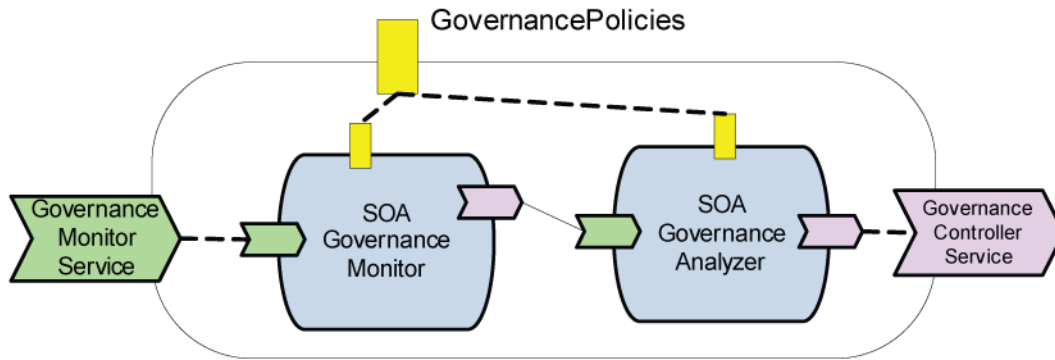 GovernancePolicies
Governance
Monitor
Service
SOA
Governance
Monitor
SOA
Governance
Analyzer
Governance
Controller
Service